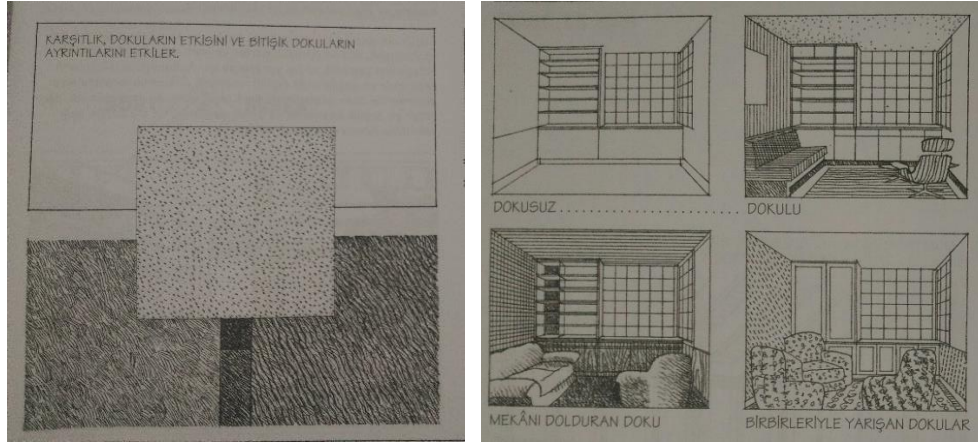 KARŞITLIK, DOKULARIN ETKİSİNİ VE BİTİŞİK DOKULARIN
AYRINTILARINI ETKİLER.
DOKUSUZ........................ DOKULU
MEKÂNI DOLDURAN DOKU
BİRBİRLERİYLE YARIŞAN DOKULAR